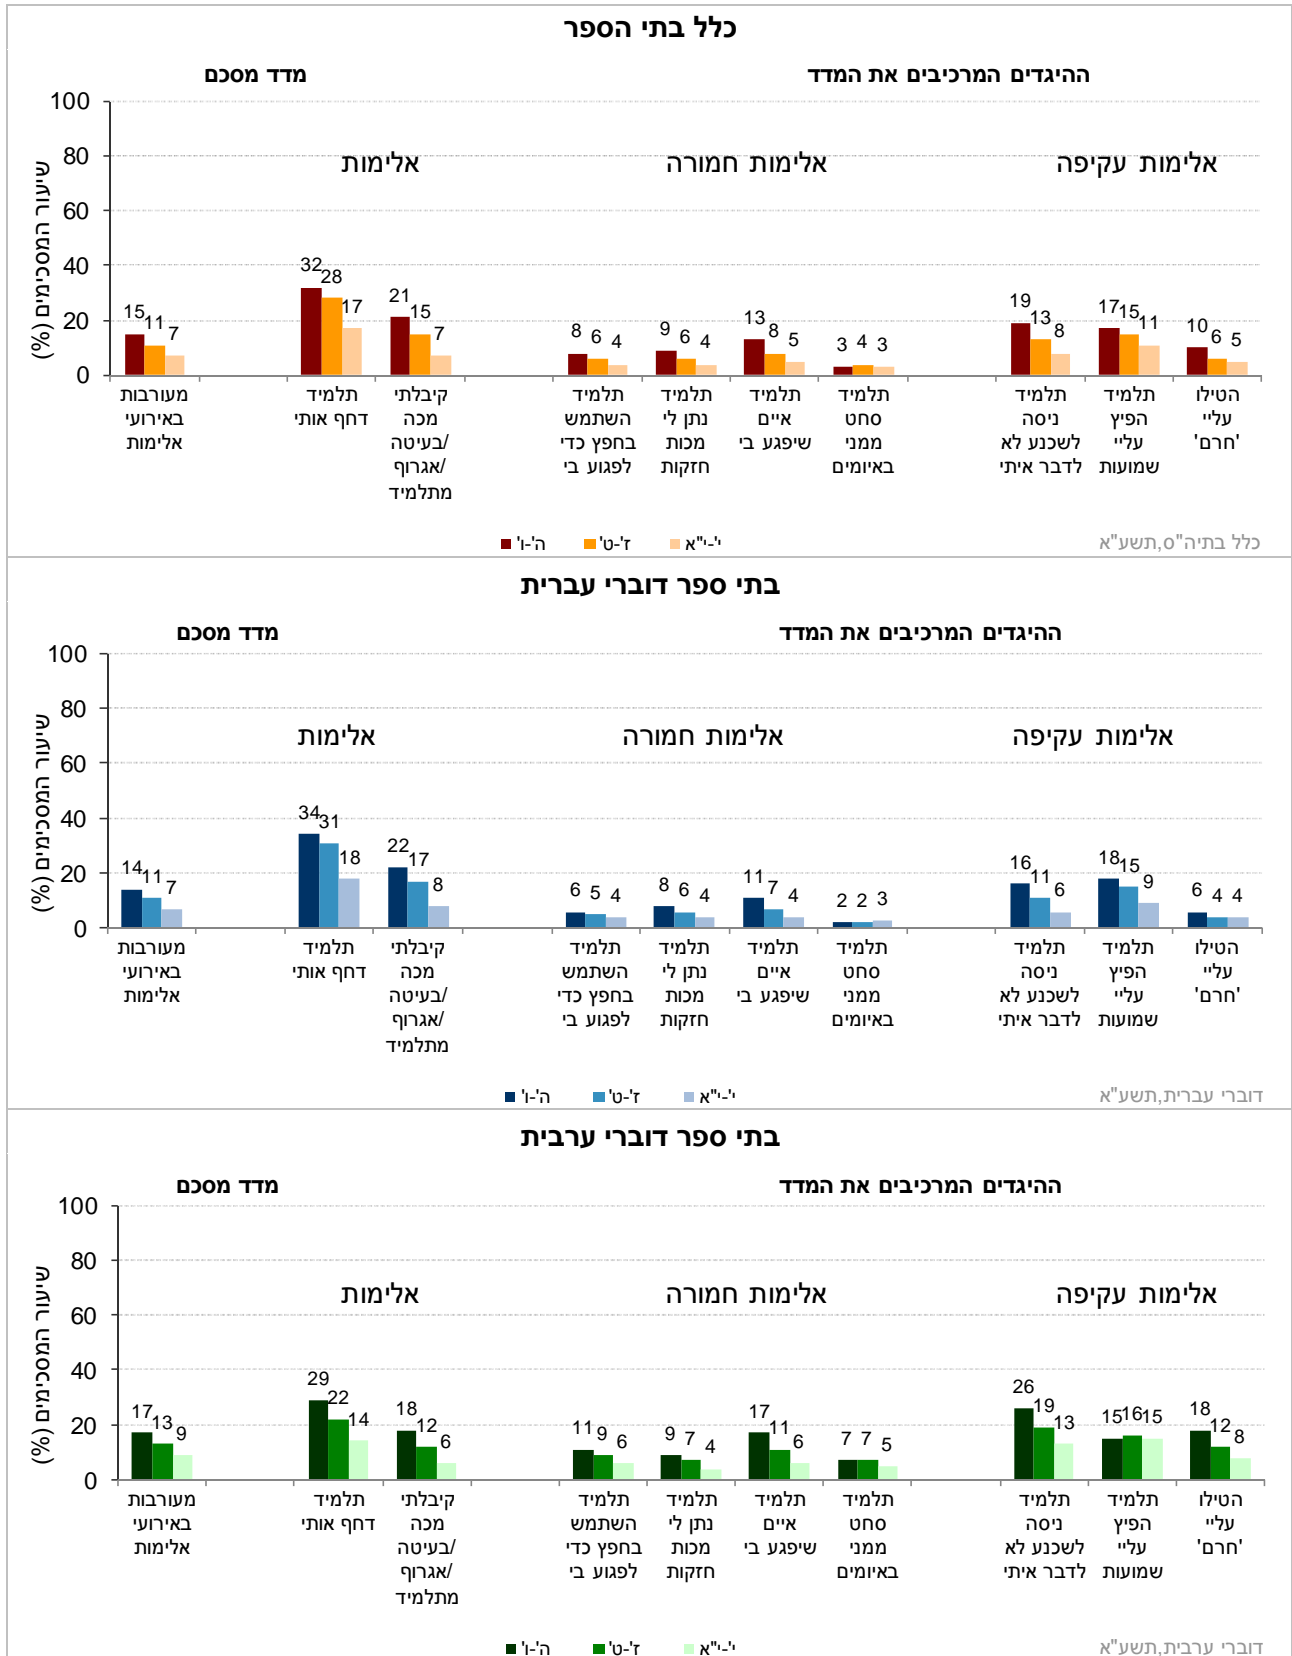 כלל בתי הספר
ההיגדים המרכיבים את המדד
מדד מסכם
שיעור המסכימים (%)
100
80
60
40
20
0
אלימות
אלימות חמורה
אלימות עקיפה
15 11 7
32 28 17
21 15 7
8 6 4
9 6 4
13 8 5
3 4 3
19 13 8
17 15 11
10 6 5
מעורבות
באירועי
אלימות
תלמיד
דחף אותי
קיבלתי
מכה
/בעיטה
/אגרוף
מתלמיד
תלמיד
השתמש
בחפץ כדי
לפגוע בי
תלמיד
נתן לי
מכות
חזקות
תלמיד
איים
שיפגע בי
תלמיד
סחט
ממני
באיומים
תלמיד
ניסה
לשכנע לא
לדבר איתי
תלמיד
הפיץ
עליי
שמועות
הטילו
עליי
'חרם'
ה'-ו'
ז'-ט'
י'-י"א
כלל בתיה"ס,תשע"א
בתי ספר דוברי עברית
ההיגדים המרכיבים את המדד
מדד מסכם
שיעור המסכימים (%)
100
80
60
40
20
0
אלימות
אלימות חמורה
אלימות עקיפה
14 11 7
34 31 18
22 17 8
6 5 4
8 6 4
11 7 4
2 2 3
16 11 6
18 15 9
6 4 4
מעורבות
באירועי
אלימות
תלמיד
דחף אותי
קיבלתי
מכה
/בעיטה
/אגרוף
מתלמיד
תלמיד
השתמש
בחפץ כדי
לפגוע בי
תלמיד
נתן לי
מכות
חזקות
תלמיד
איים
שיפגע בי
תלמיד
סחט
ממני
באיומים
תלמיד
ניסה
לשכנע לא
לדבר איתי
תלמיד
הפיץ
עליי
שמועות
הטילו
עליי
'חרם'
ה'-ו'
ז'-ט'
י'-י"א
דוברי עברית,תשע"א
בתי ספר דוברי ערבית
ההיגדים המרכיבים את המדד
מדד מסכם
שיעור המסכימים (%)
100
80
60
40
20
0
אלימות
אלימות חמורה
אלימות עקיפה
17 13 9
29 22 14
18 12 6
11 9 6
9 7 4
17 11 6
7 7 5
26 19 13
15 16 15
18 12 8
מעורבות
באירועי
אלימות
תלמיד
דחף אותי
קיבלתי
מכה
/בעיטה
/אגרוף
מתלמיד
תלמיד
השתמש
בחפץ כדי
לפגוע בי
תלמיד
נתן לי
מכות
חזקות
תלמיד
איים
שיפגע בי
תלמיד
סחט
ממני
באיומים
תלמיד
ניסה
לשכנע לא
לדבר איתי
תלמיד
הפיץ
עליי
שמועות
הטילו
עליי
'חרם'
ה'-ו'
ז'-ט'
י'-י"א
דוברי ערבית,תשע"א